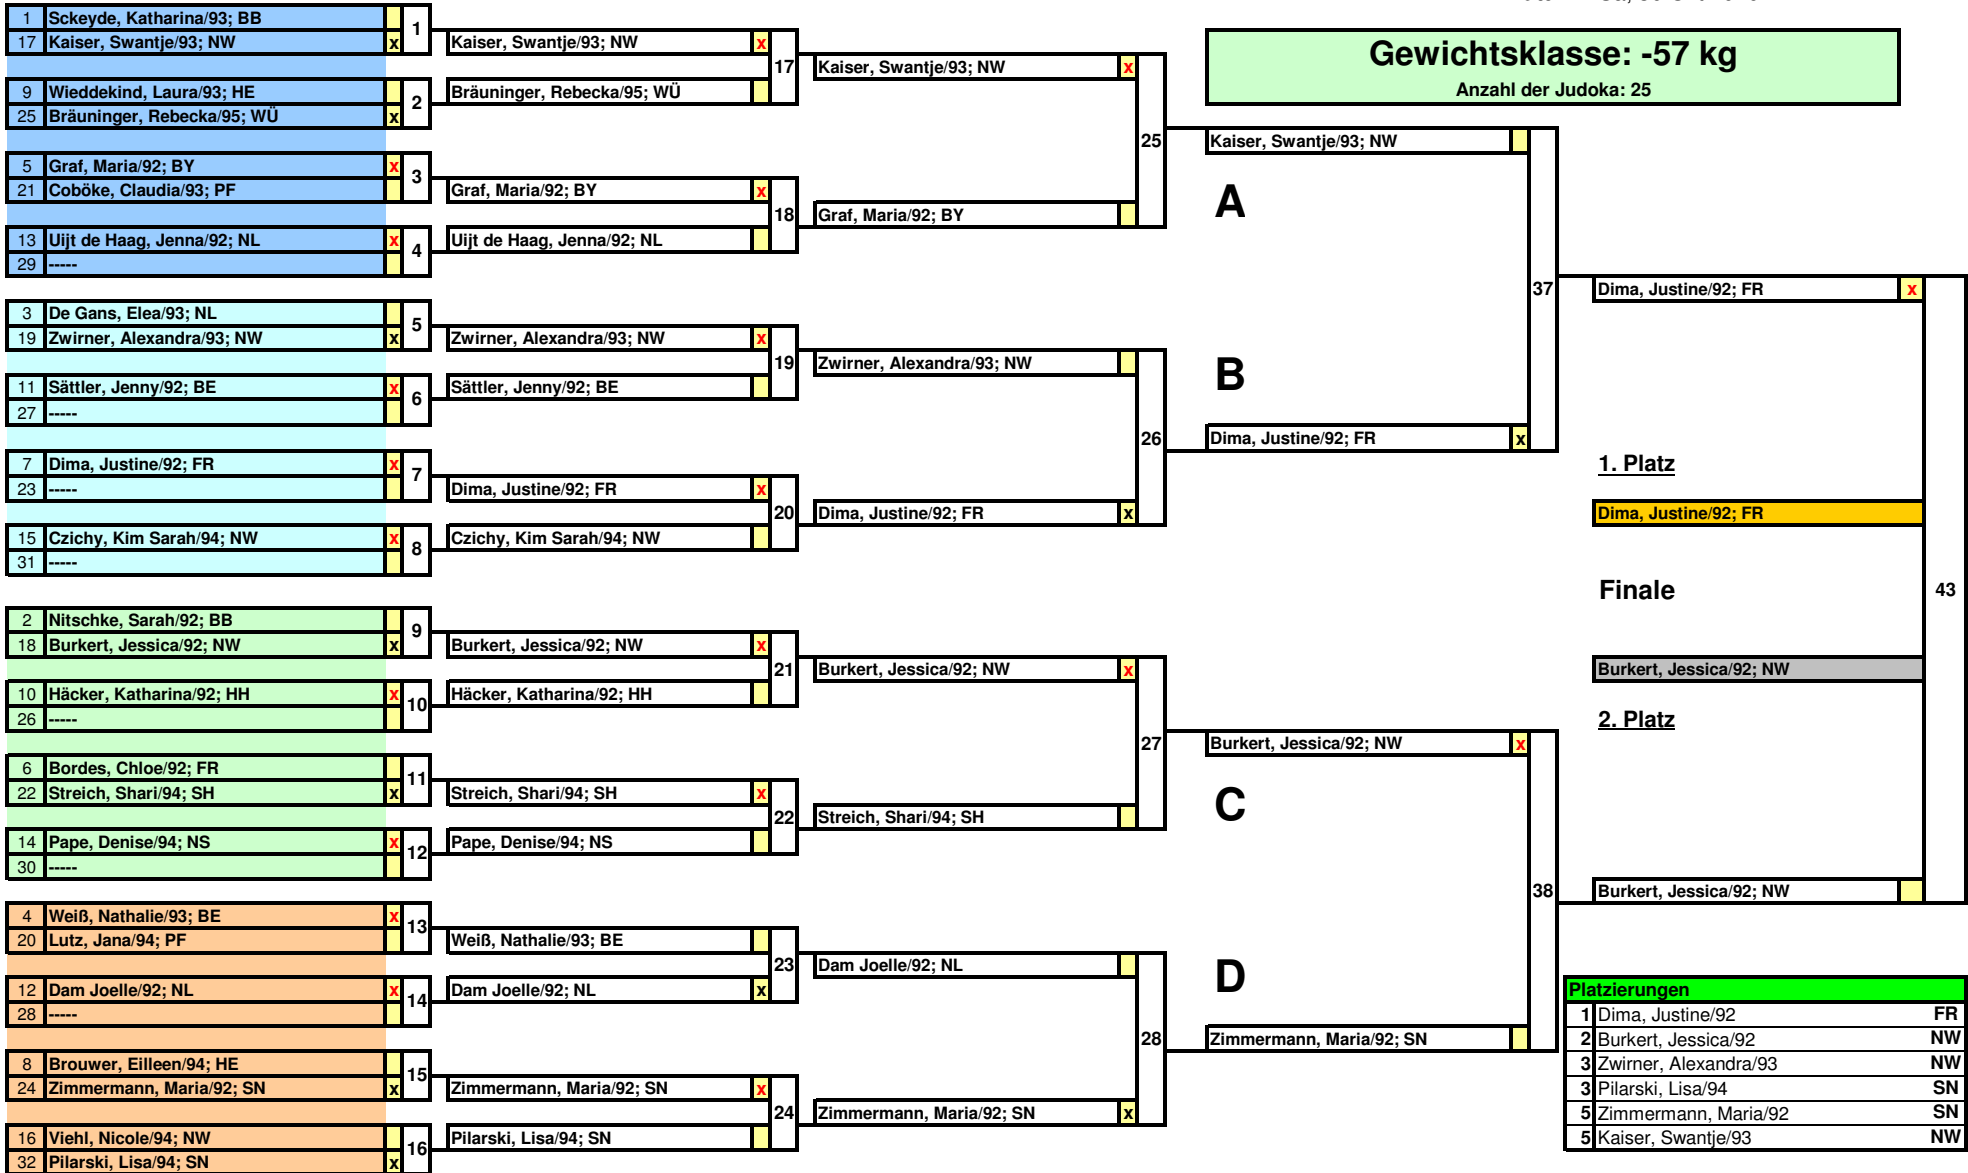 Gewichtsklasse: -57 kg
Anzahl der Judoka: 25
1 Sckeyde, Katharina/93; BB
17 Kaiser, Swantje/93; NW x
1
9 Wieddekind, Laura/93; HE
25 Bräuninger, Rebecka/95; WÜ x
2
5 Graf, Maria/92; BY x
21 Coböke, Claudia/93; PF
3
13 Uijt de Haag, Jenna/92; NL x
29 -----
4
3 De Gans, Elea/93; NL
19 Zwirner, Alexandra/93; NW x
5
11 Sättler, Jenny/92; BE x
27 -----
6
7 Dima, Justine/92; FR x
23 -----
7
15 Czichy, Kim Sarah/94; NW x
31 -----
8
2 Nitschke, Sarah/92; BB
18 Burkert, Jessica/92; NW x
9
10 Häcker, Katharina/92; HH x
26 -----
10
6 Bordes, Chloe/92; FR
22 Streich, Shari/94; SH x
11
14 Pape, Denise/94; NS x
30 -----
12
4 Weiß, Nathalie/93; BE x
20 Lutz, Jana/94; PF
13
12 Dam Joelle/92; NL x
28 -----
14
8 Brouwer, Eilleen/94; HE
24 Zimmermann, Maria/92; SN x
15
16 Viehl, Nicole/94; NW
32 Pilarski, Lisa/94; SN x
16
Kaiser, Swantje/93; NW x
17
Bräuninger, Rebecka/95; WÜ
Graf, Maria/92; BY x
18
Uijt de Haag, Jenna/92; NL
Zwirner, Alexandra/93; NW x
19
Sättler, Jenny/92; BE
Dima, Justine/92; FR x
20
Czichy, Kim Sarah/94; NW
Burkert, Jessica/92; NW x
21
Häcker, Katharina/92; HH
Streich, Shari/94; SH x
22
Pape, Denise/94; NS
Weiß, Nathalie/93; BE
23
Dam Joelle/92; NL x
Zimmermann, Maria/92; SN x
24
Pilarski, Lisa/94; SN
Kaiser, Swantje/93; NW x
25
Graf, Maria/92; BY
Zwirner, Alexandra/93; NW
26
Dima, Justine/92; FR x
Burkert, Jessica/92; NW x
27
Streich, Shari/94; SH
Dam Joelle/92; NL
28
Zimmermann, Maria/92; SN x
Kaiser, Swantje/93; NW
A
37
B
Dima, Justine/92; FR x
Burkert, Jessica/92; NW x
C
38
D
Zimmermann, Maria/92; SN
Dima, Justine/92; FR x
1. Platz
Dima, Justine/92; FR
Finale
43
Burkert, Jessica/92; NW
2. Platz
Burkert, Jessica/92; NW
Platzierungen
1 Dima, Justine/92 FR
2 Burkert, Jessica/92 NW
3 Zwirner, Alexandra/93 NW
3 Pilarski, Lisa/94 SN
5 Zimmermann, Maria/92 SN
5 Kaiser, Swantje/93 NW